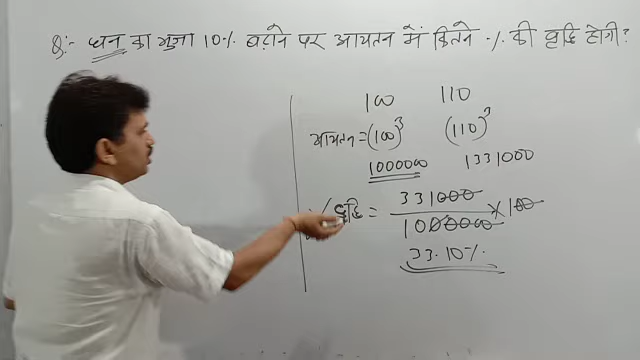 Q:- घन का भुजा 10% बढ़ाने पर आयतन में कितने % की वृद्धि होगी?
100 110
आयतन = (100)³ (110)³
1000000 1331000
% वृद्धि = 331000/1000000 × 100
33.10%